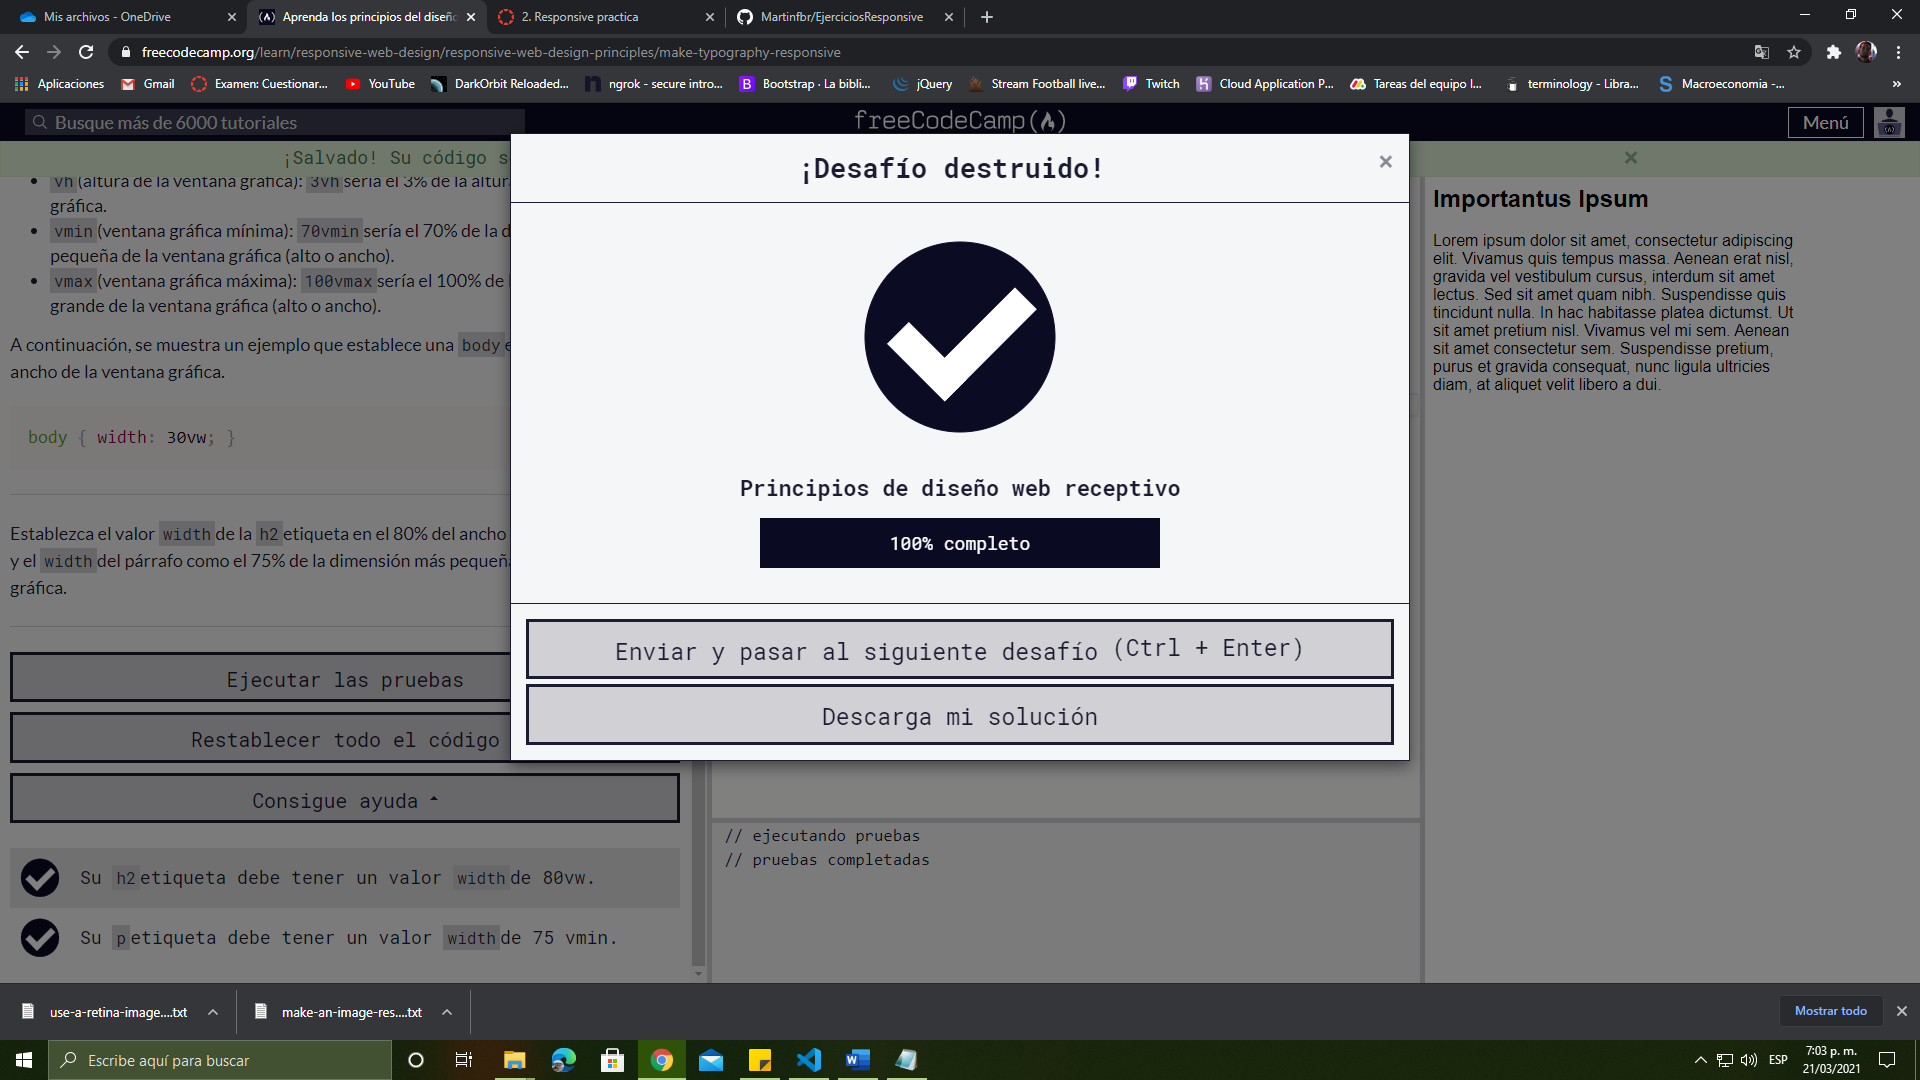 Mis archivos - OneDrive
Aprenda los principios del diseño
2. Responsive practica
Martinfbr/EjerciciosResponsive
freecodecamp.org/learn/responsive-web-design/responsive-web-design-principles/make-typography-responsive
Aplicaciones
Gmail
Examen: Cuestionar...
YouTube
DarkOrbit Reloaded...
ngrok - secure intro...
Bootstrap · La bibli...
jQuery
Stream Football live...
Twitch
Cloud Application P...
Tareas del equipo l...
terminology - Libra...
Macroeconomia -...
Busque más de 6000 tutoriales
freeCodeCamp
Menú
¡Salvado! Su código s
vh (altura de la ventana gráfica): 3vh sería el 3% de la altur
gráfica.
vmin (ventana gráfica mínima): 70vmin sería el 70% de la d
pequeña de la ventana gráfica (alto o ancho).
vmax (ventana gráfica máxima): 100vmax sería el 100% de
grande de la ventana gráfica (alto o ancho).
A continuación, se muestra un ejemplo que establece una body e
ancho de la ventana gráfica.
body { width: 30vw; }
Establezca el valor width de la h2 etiqueta en el 80% del ancho
y el width del párrafo como el 75% de la dimensión más pequeña
gráfica.
Ejecutar las pruebas
Restablecer todo el código
Consigue ayuda
Su h2 etiqueta debe tener un valor width de 80vw.
Su p etiqueta debe tener un valor width de 75 vmin.
¡Desafío destruido!
Principios de diseño web receptivo
100% completo
Enviar y pasar al siguiente desafío (Ctrl + Enter)
Descarga mi solución
// ejecutando pruebas
// pruebas completadas
Importantus Ipsum
Lorem ipsum dolor sit amet, consectetur adipiscing
elit. Vivamus quis tempus massa. Aenean erat nisl,
gravida vel vestibulum cursus, interdum sit amet
lectus. Sed sit amet quam nibh. Suspendisse quis
tincidunt nulla. In hac habitasse platea dictumst. Ut
sit amet pretium nisl. Vivamus vel mi sem. Aenean
sit amet consectetur sem. Suspendisse pretium,
purus et gravida consequat, nunc ligula ultricies
diam, at aliquet velit libero a dui.
use-a-retina-image....txt
make-an-image-res....txt
Mostrar todo
Escribe aquí para buscar
ESP
7:03 p. m.
21/03/2021